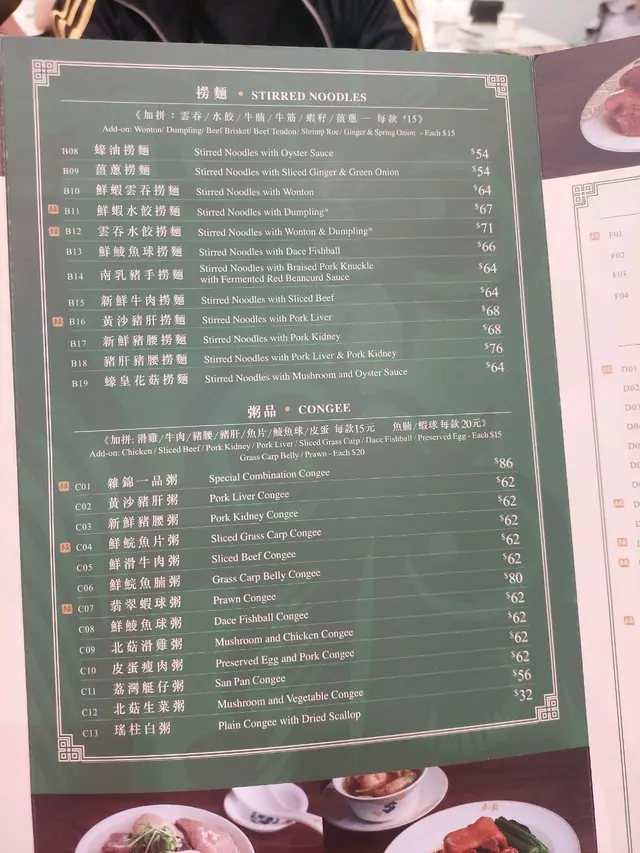 撈麵 • STIRRED NOODLES
《加拼：雲吞/水餃/牛腩/牛筋/蝦籽/薑蔥 — 每款 $15》
Add-on: Wonton/ Dumpling/ Beef Brisket/ Beef Tendon/ Shrimp Roe / Ginger & Spring Onion - Each $15
B08 蠔油撈麵 Stirred Noodles with Oyster Sauce $54
B09 薑蔥撈麵 Stirred Noodles with Sliced Ginger & Green Onion $54
B10 鮮蝦雲吞撈麵 Stirred Noodles with Wonton $64
B11 鮮蝦水餃撈麵 Stirred Noodles with Dumpling* $67
B12 雲吞水餃撈麵 Stirred Noodles with Wonton & Dumpling* $71
B13 鮮鯪魚球撈麵 Stirred Noodles with Dace Fishball $66
B14 南乳豬手撈麵 Stirred Noodles with Braised Pork Knuckle $64
with Fermented Red Beancurd Sauce
B15 新鮮牛肉撈麵 Stirred Noodles with Sliced Beef $64
B16 黃沙豬肝撈麵 Stirred Noodles with Pork Liver $68
B17 新鮮豬腰撈麵 Stirred Noodles with Pork Kidney $68
B18 豬肝豬腰撈麵 Stirred Noodles with Pork Liver & Pork Kidney $76
B19 蠔皇花菇撈麵 Stirred Noodles with Mushroom and Oyster Sauce $64
粥品 • CONGEE
《加拼: 滑雞/牛肉/豬腰/豬肝/魚片/鯪魚球/皮蛋 每款15元 魚腩/蝦球 每款20元》
Add-on: Chicken / Sliced Beef / Pork Kidney / Pork Liver / Sliced Grass Carp / Dace Fishball / Preserved Egg - Each $15
Grass Carp Belly / Prawn - Each $20
C01 雜錦一品粥 Special Combination Congee $86
C02 黃沙豬肝粥 Pork Liver Congee $62
C03 新鮮豬腰粥 Pork Kidney Congee $62
C04 鮮鯇魚片粥 Sliced Grass Carp Congee $62
C05 鮮滑牛肉粥 Sliced Beef Congee $62
C06 鮮鯇魚腩粥 Grass Carp Belly Congee $62
C07 翡翠蝦球粥 Prawn Congee $80
C08 鮮鯪魚球粥 Dace Fishball Congee $62
C09 北菇滑雞粥 Mushroom and Chicken Congee $62
C10 皮蛋瘦肉粥 Preserved Egg and Pork Congee $62
C11 荔灣艇仔粥 San Pan Congee $62
C12 北菇生菜粥 Mushroom and Vegetable Congee $56
C13 瑤柱白粥 Plain Congee with Dried Scallop $32
F01
F02
F03
F04
D01
D02